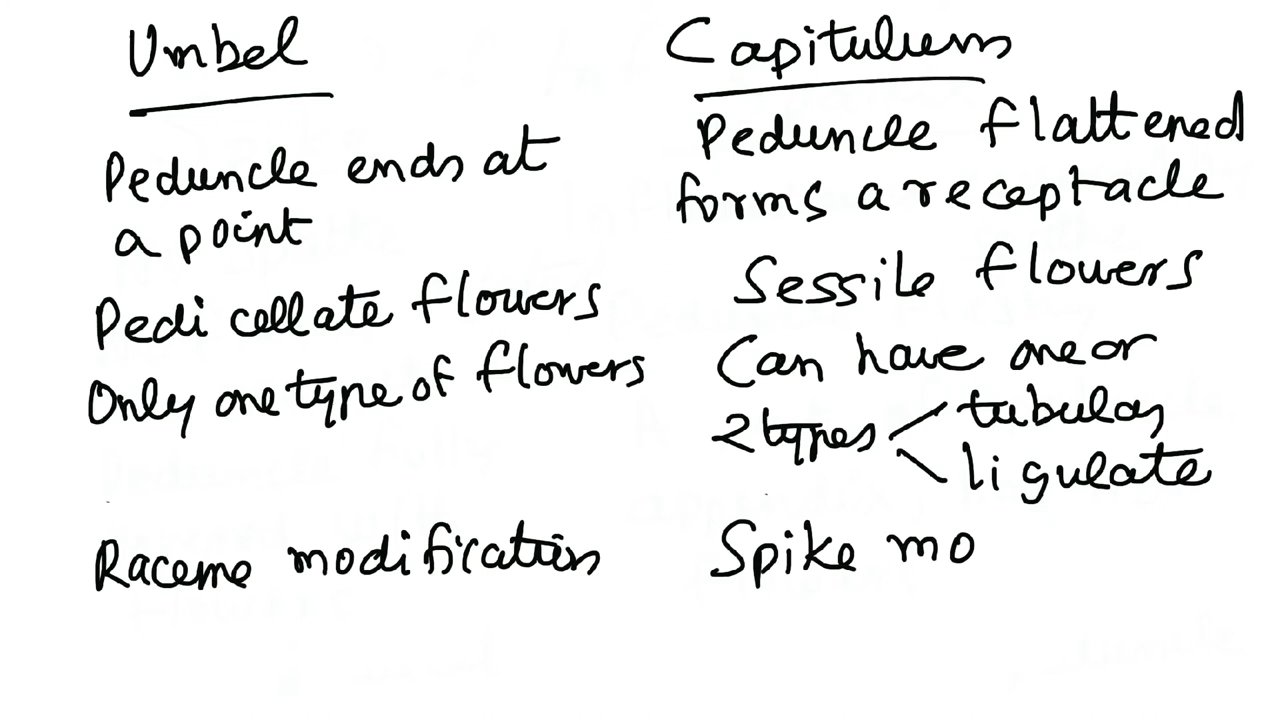 Umbel
Peduncle ends at
a point
Pedicellate flowers
Only one type of flowers
Raceme modification
Capitulum
Peduncle flattened
forms a receptacle
Sessile flowers
Can have one or
2 types < tubular
ligulate
Spike mo